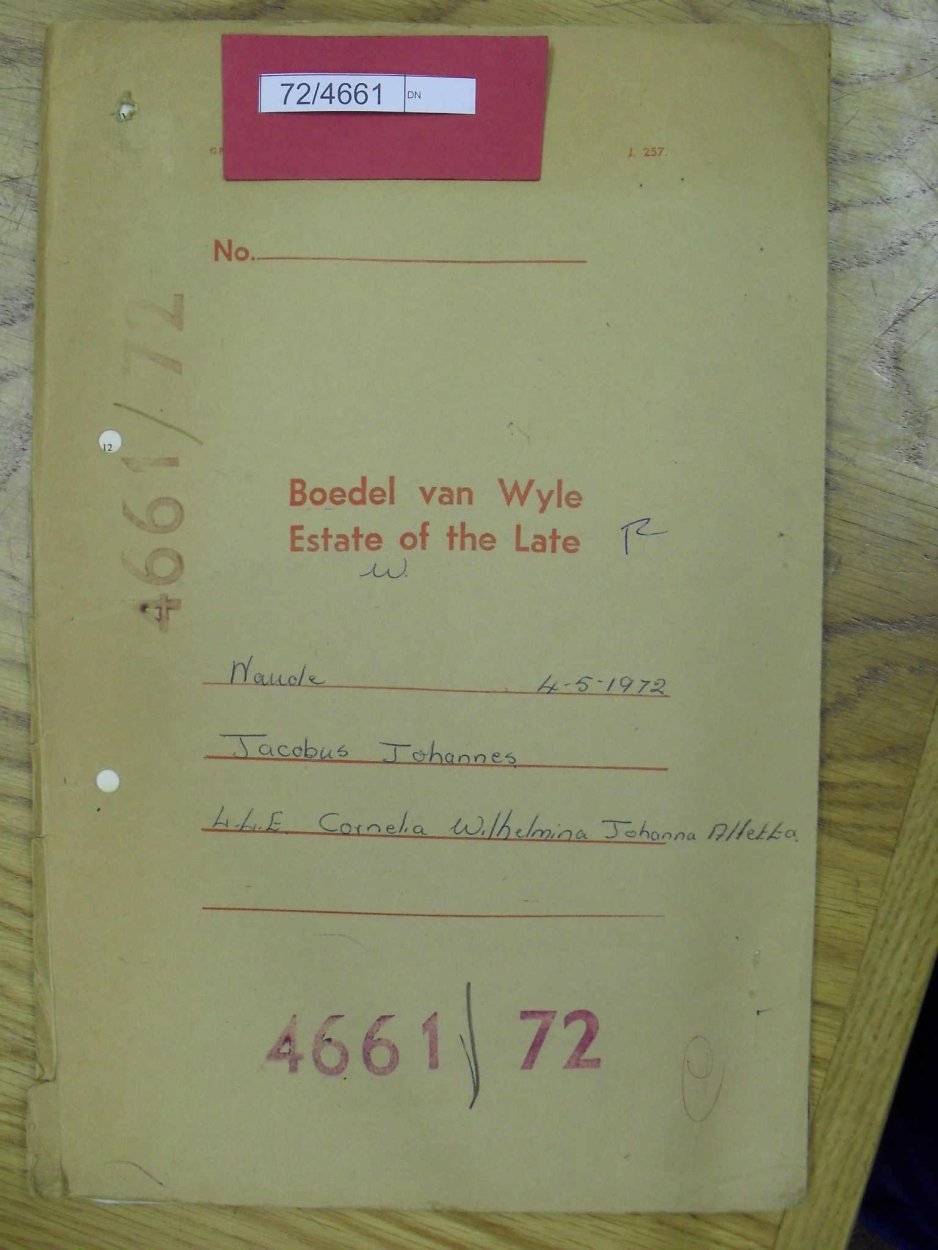 72/4661 DN
J. 257.
No.
4661/72
12
Boedel van Wyle
Estate of the Late
W.
Naude 4-5-1972
Jacobus Johannes
Cornelia Wilhelmina Johanna Alletta
4661/72